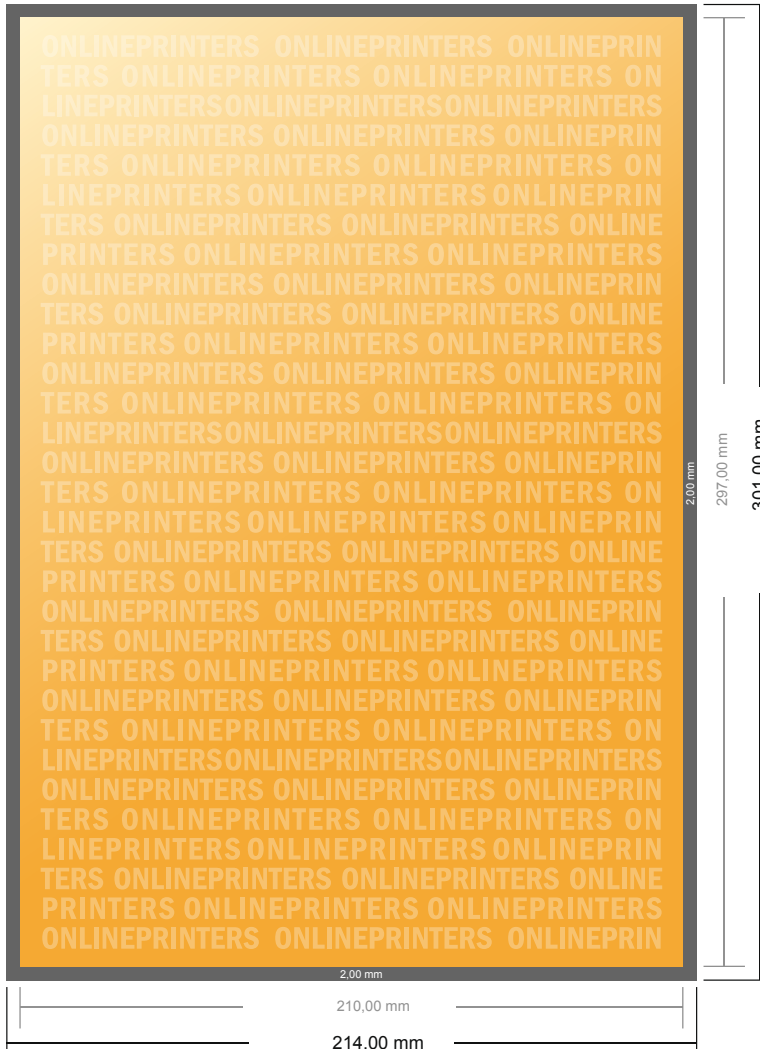 ONLINEPRINTERS ONLINEPRINTERS ONLINEPRIN
TERS ONLINEPRINTERS ONLINEPRINTERS ON
LINEPRINTERSONLINEPRINTERSONLINEPRINTERS
ONLINEPRINTERS ONLINEPRINTERS ONLINEPRIN
TERS ONLINEPRINTERS ONLINEPRINTERS ON
LINEPRINTERS ONLINEPRINTERS ONLINEPRIN
TERS ONLINEPRINTERS ONLINEPRINTERS ONLINE
PRINTERS ONLINEPRINTERS ONLINEPRINTERS
ONLINEPRINTERS ONLINEPRINTERS ONLINEPRIN
TERS ONLINEPRINTERS ONLINEPRINTERS ONLINE
PRINTERS ONLINEPRINTERS ONLINEPRINTERS
ONLINEPRINTERS ONLINEPRINTERS ONLINEPRIN
TERS ONLINEPRINTERS ONLINEPRINTERS ON
LINEPRINTERSONLINEPRINTERSONLINEPRINTERS
ONLINEPRINTERS ONLINEPRINTERS ONLINEPRIN
TERS ONLINEPRINTERS ONLINEPRINTERS ON
LINEPRINTERS ONLINEPRINTERS ONLINEPRIN
TERS ONLINEPRINTERS ONLINEPRINTERS ONLINE
PRINTERS ONLINEPRINTERS ONLINEPRINTERS
ONLINEPRINTERS ONLINEPRINTERS ONLINEPRIN
TERS ONLINEPRINTERS ONLINEPRINTERS ONLINE
PRINTERS ONLINEPRINTERS ONLINEPRINTERS
ONLINEPRINTERS ONLINEPRINTERS ONLINEPRIN
TERS ONLINEPRINTERS ONLINEPRINTERS ON
LINEPRINTERSONLINEPRINTERSONLINEPRINTERS
ONLINEPRINTERS ONLINEPRINTERS ONLINEPRIN
TERS ONLINEPRINTERS ONLINEPRINTERS ON
LINEPRINTERS ONLINEPRINTERS ONLINEPRIN
TERS ONLINEPRINTERS ONLINEPRINTERS ONLINE
PRINTERS ONLINEPRINTERS ONLINEPRINTERS
ONLINEPRINTERS ONLINEPRINTERS ONLINEPRIN
2,00 mm
297,00 mm
301,00 mm
2,00 mm
210,00 mm
214,00 mm